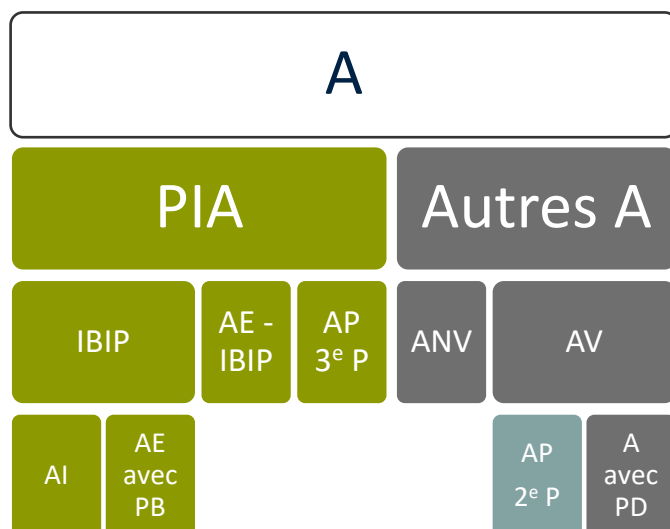 A
PIA
Autres A
IBIP
AE -
IBIP
AP
3e P
ANV
AV
AI
AE
avec
PB
AP
2e P
A
avec
PD